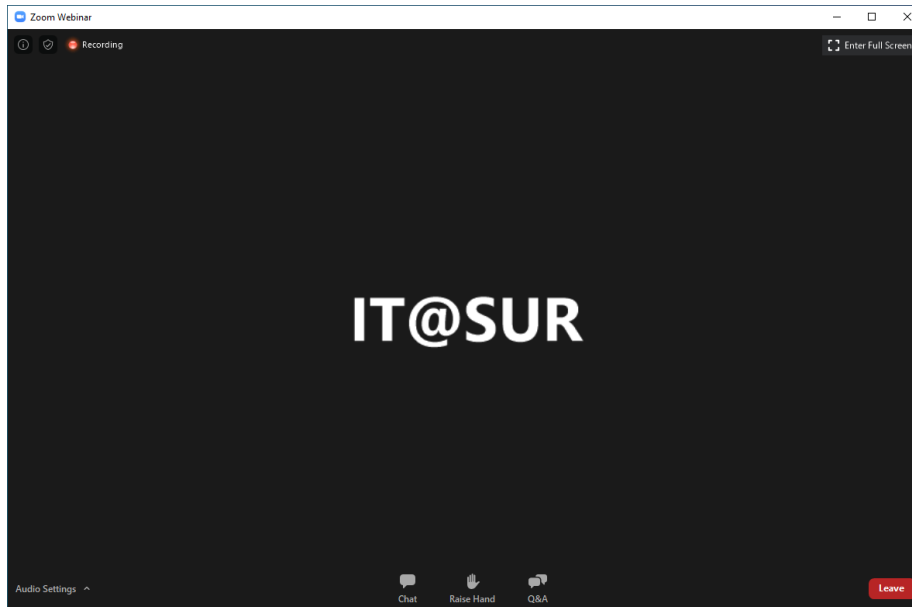 Zoom Webinar
Recording
Enter Full Screen
IT@SUR
Audio Settings
Chat
Raise Hand
Q&A
Leave